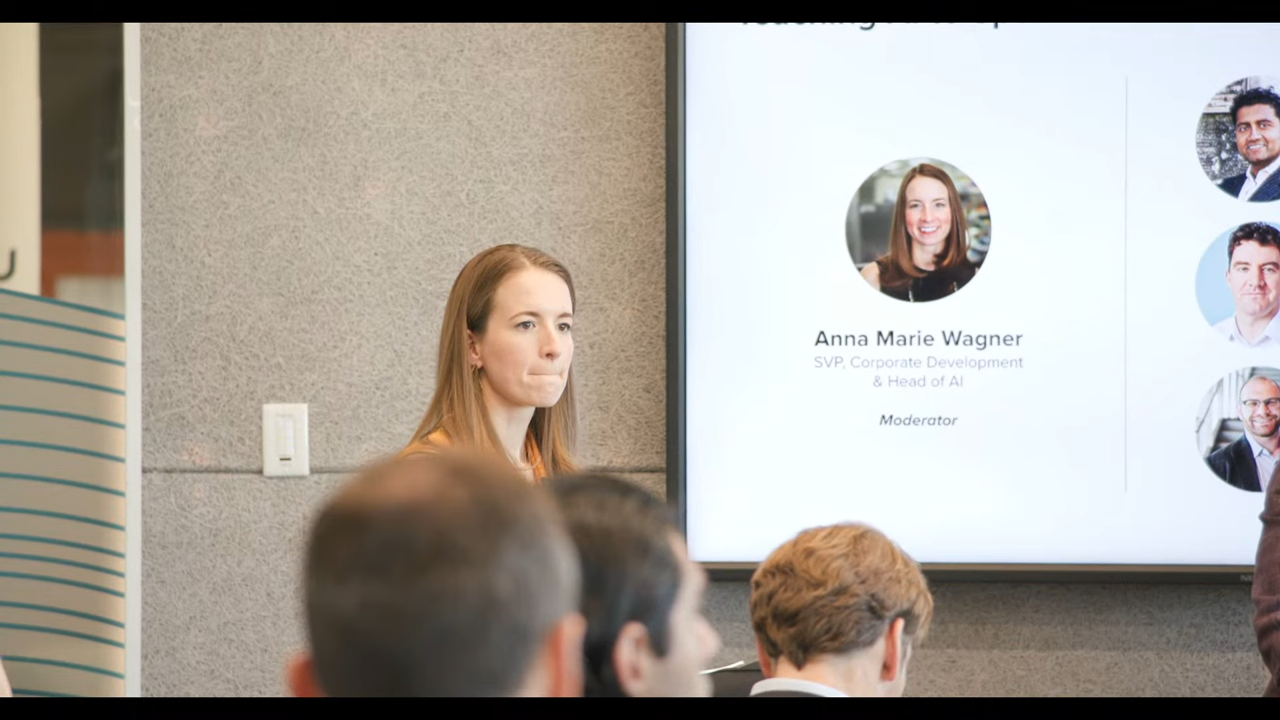 Anna Marie Wagner
SVP, Corporate Development
& Head of AI
Moderator